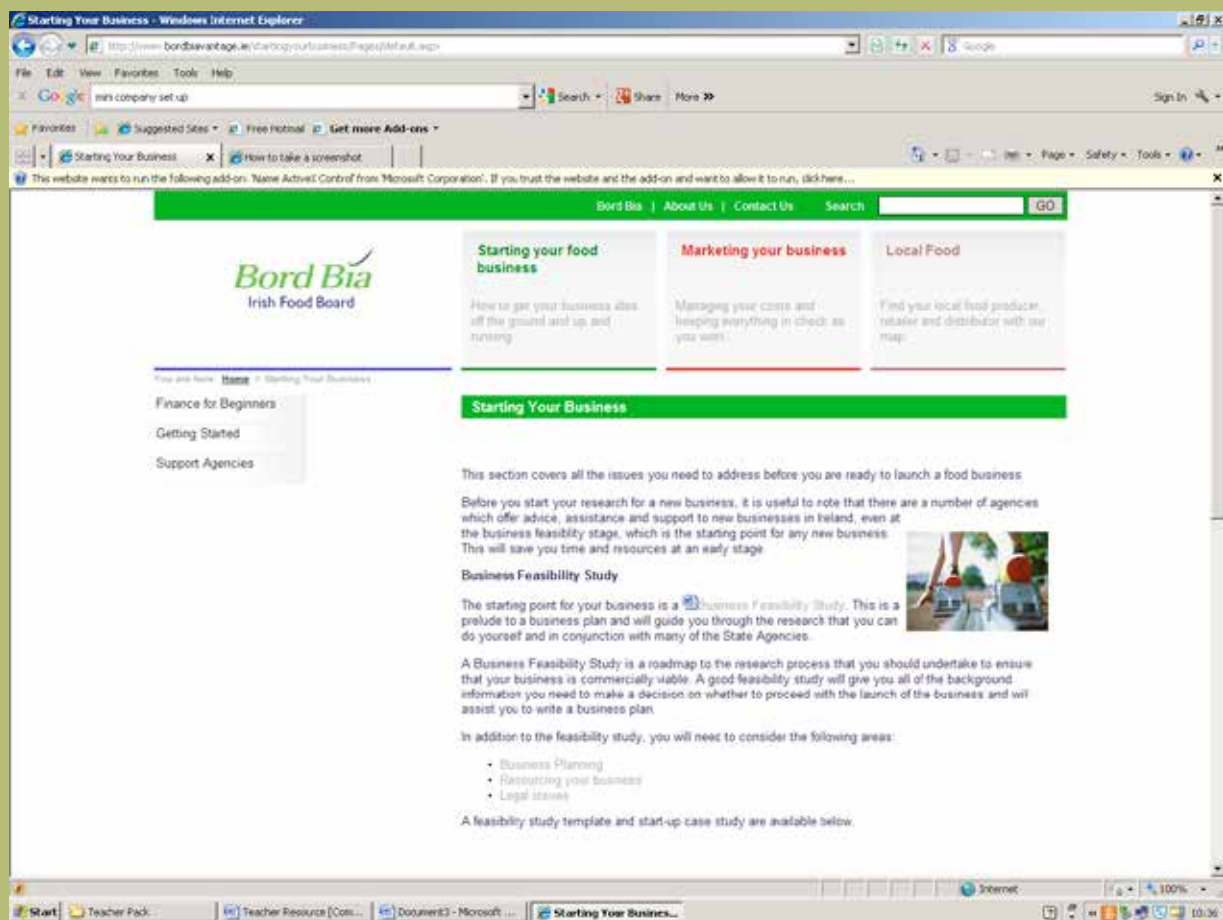 Starting Your Business - Windows Internet Explorer
http://www.bordbiavantage.ie/startingyourbusiness/Pages/default.aspx
Google
File Edit View Favorites Tools Help
Google mini company set up Search Share More Sign In
Favorites Suggested Sites Free Hotmail Get more Add-ons
Starting Your Business X How to take a screenshot
Page Safety Tools
This website wants to run the following add-on: 'Name ActiveX Control' from 'Microsoft Corporation'. If you trust the website and the add-on and want to allow it to run, click here...
Bord Bia | About Us | Contact Us Search GO
Bord Bia
Irish Food Board
Starting your food
business
How to get your business idea
off the ground and up and
running
Marketing your business
Managing your costs and
keeping everything in check as
you went
Local Food
Find your local food producer,
retailer and distributor with our
map
You are here: Home > Starting Your Business
Finance for Beginners
Getting Started
Support Agencies
Starting Your Business
This section covers all the issues you need to address before you are ready to launch a food business
Before you start your research for a new business, it is useful to note that there are a number of agencies
which offer advice, assistance and support to new businesses in Ireland, even at
the business feasiblity stage, which is the starting point for any new business.
This will save you time and resources at an early stage
Business Feasibility Study
The starting point for your business is a Business Feasibility Study. This is a
prelude to a business plan and will guide you through the research that you can
do yourself and in conjunction with many of the State Agencies.
A Business Feasibility Study is a roadmap to the research process that you should undertake to ensure
that your business is commercially viable. A good feasibility study will give you all of the background
information you need to make a decision on whether to proceed with the launch of the business and will
assist you to write a business plan.
In addition to the feasibility study, you will need to consider the following areas:
• Business Planning
• Resourcing your business
• Legal issues
A feasibility study template and start-up case study are available below.
Internet 100%
Start Teacher Pack Teacher Resource [Com... Document3 - Microsoft ... Starting Your Busines... 10:36